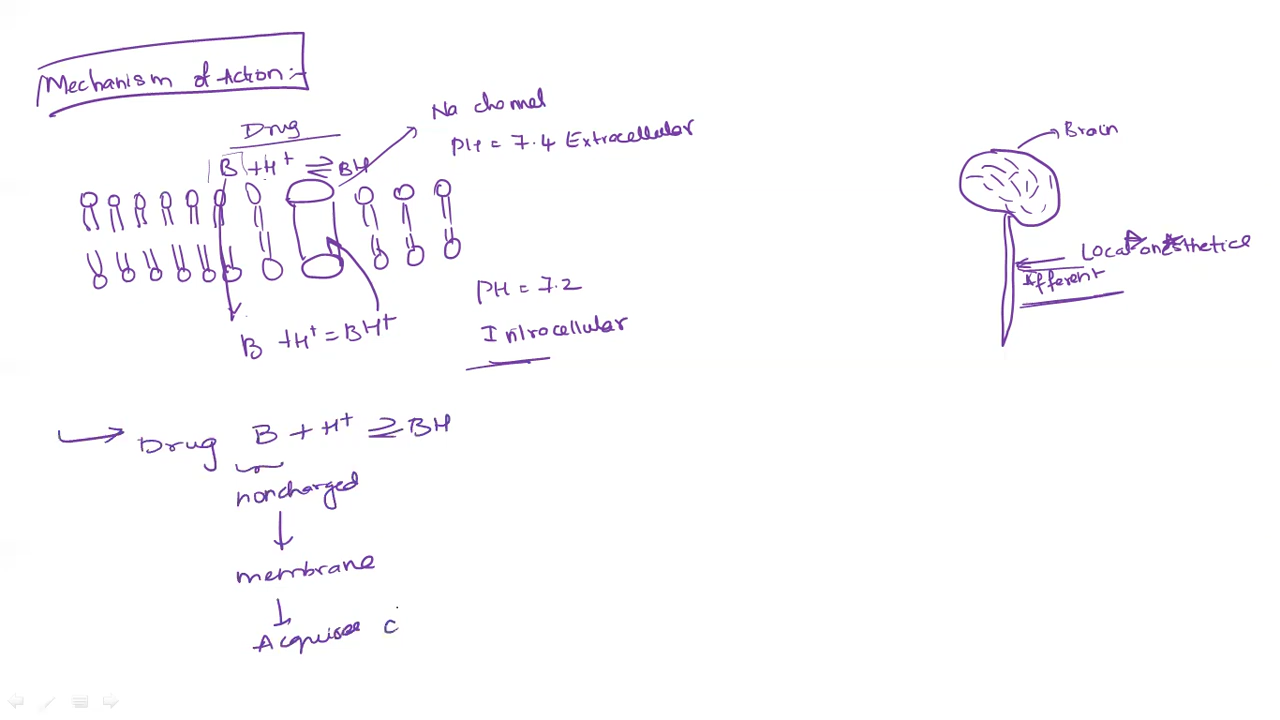 Mechanism of Action:-
Drug
B + H+ ⇌ BH
Na channel
PH = 7.4 Extracellular
B + H+ = BH+
PH = 7.2
Intracellular
Drug B + H+ ⇌ BH
noncharged
membrane
Acquires c
Brain
Local anesthetice
Afferent